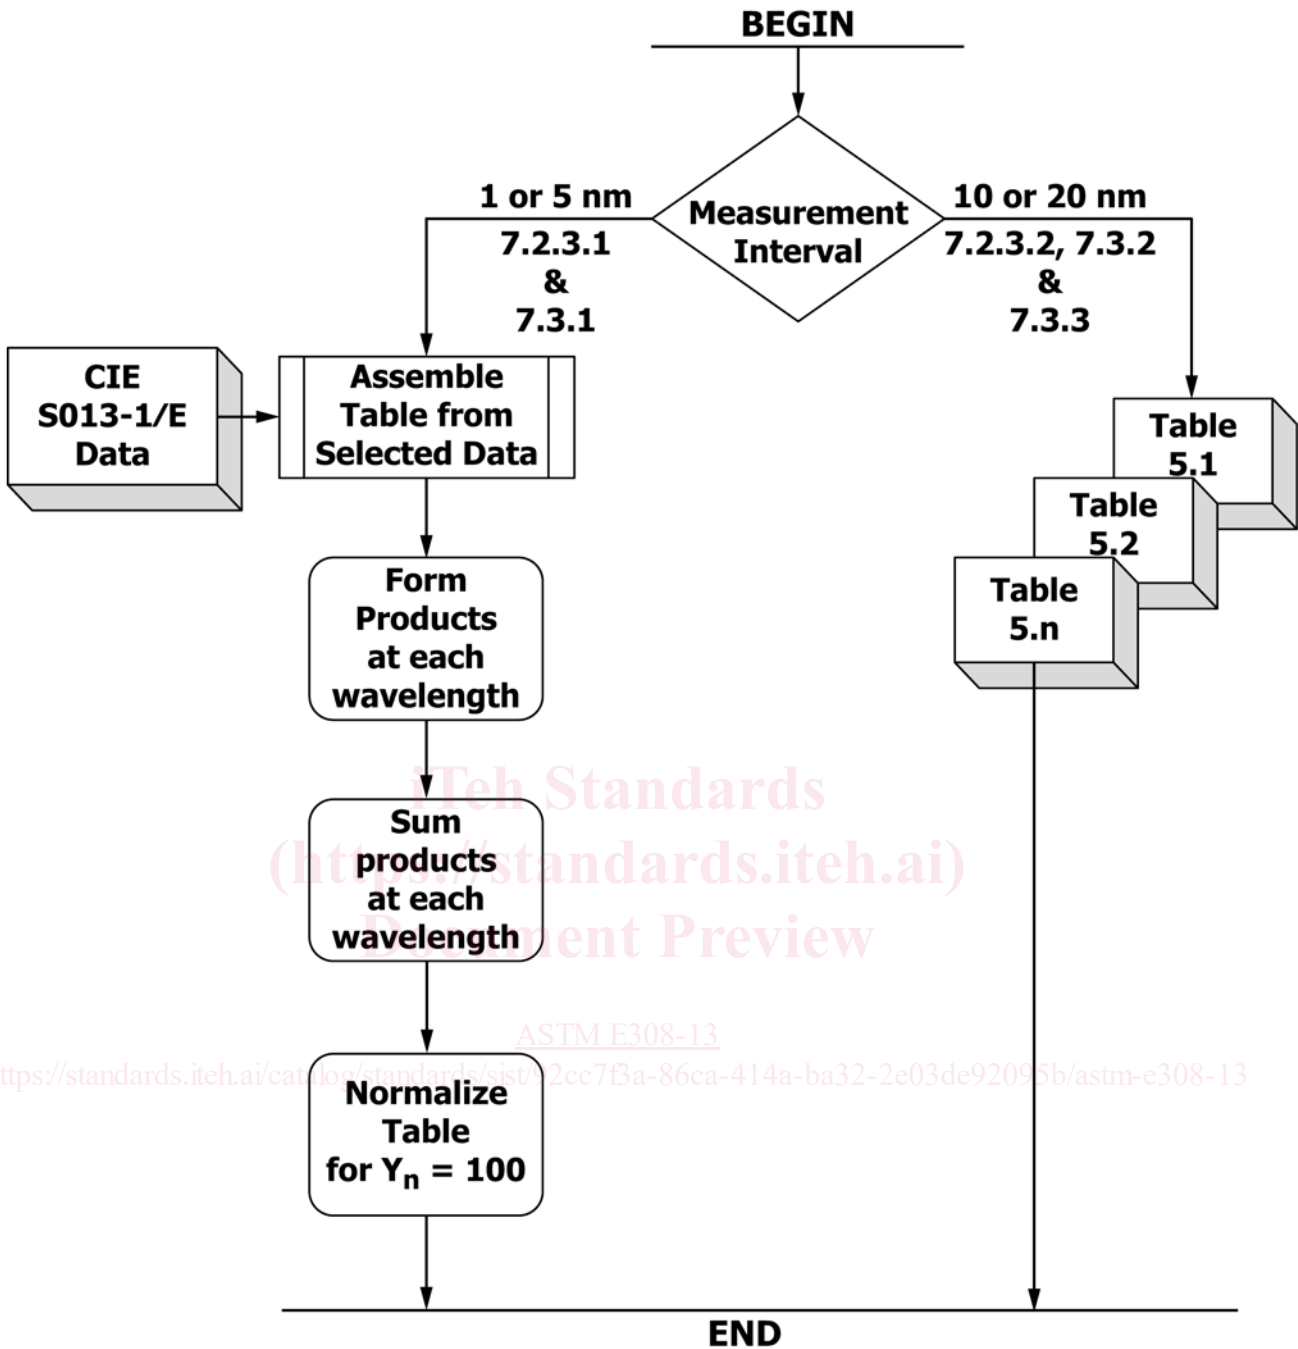 BEGIN
1 or 5 nm
7.2.3.1
&
7.3.1
Measurement
Interval
10 or 20 nm
7.2.3.2, 7.3.2
&
7.3.3
CIE
S013-1/E
Data
Assemble
Table from
Selected Data
Table
5.1
Table
5.2
Table
5.n
Form
Products
at each
wavelength
Sum
products
at each
wavelength
Normalize
Table
for Yn = 100
END
iTeh Standards
(https://standards.iteh.ai)
Document Preview
ASTM E308-13
ttps://standards.iteh.ai/catalog/standards/sist/92cc7f3a-86ca-414a-ba32-2e03de92095b/astm-e308-13